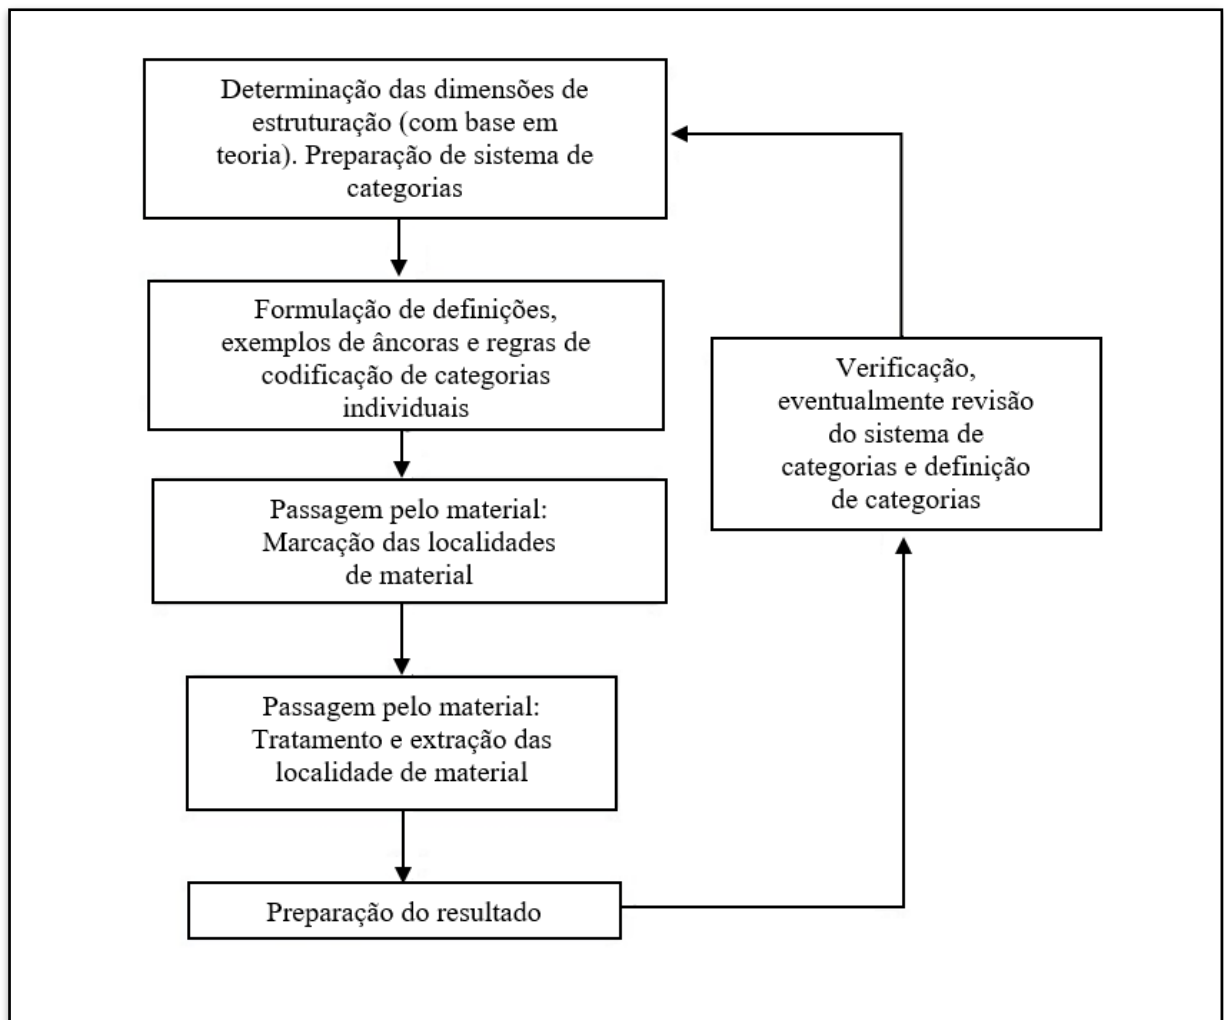 Determinação das dimensões de
estruturação (com base em
teoria). Preparação de sistema de
categorias
Formulação de definições,
exemplos de âncoras e regras de
codificação de categorias
individuais
Passagem pelo material:
Marcação das localidades
de material
Passagem pelo material:
Tratamento e extração das
localidade de material
Preparação do resultado
Verificação,
eventualmente revisão
do sistema de
categorias e definição
de categorias